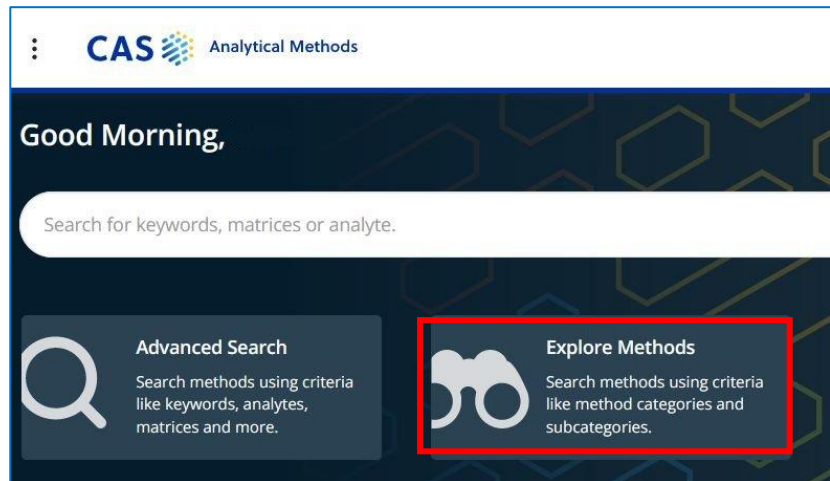 CAS Analytical Methods
Good Morning,
Search for keywords, matrices or analyte.
Advanced Search
Search methods using criteria
like keywords, analytes,
matrices and more.
Explore Methods
Search methods using criteria
like method categories and
subcategories.